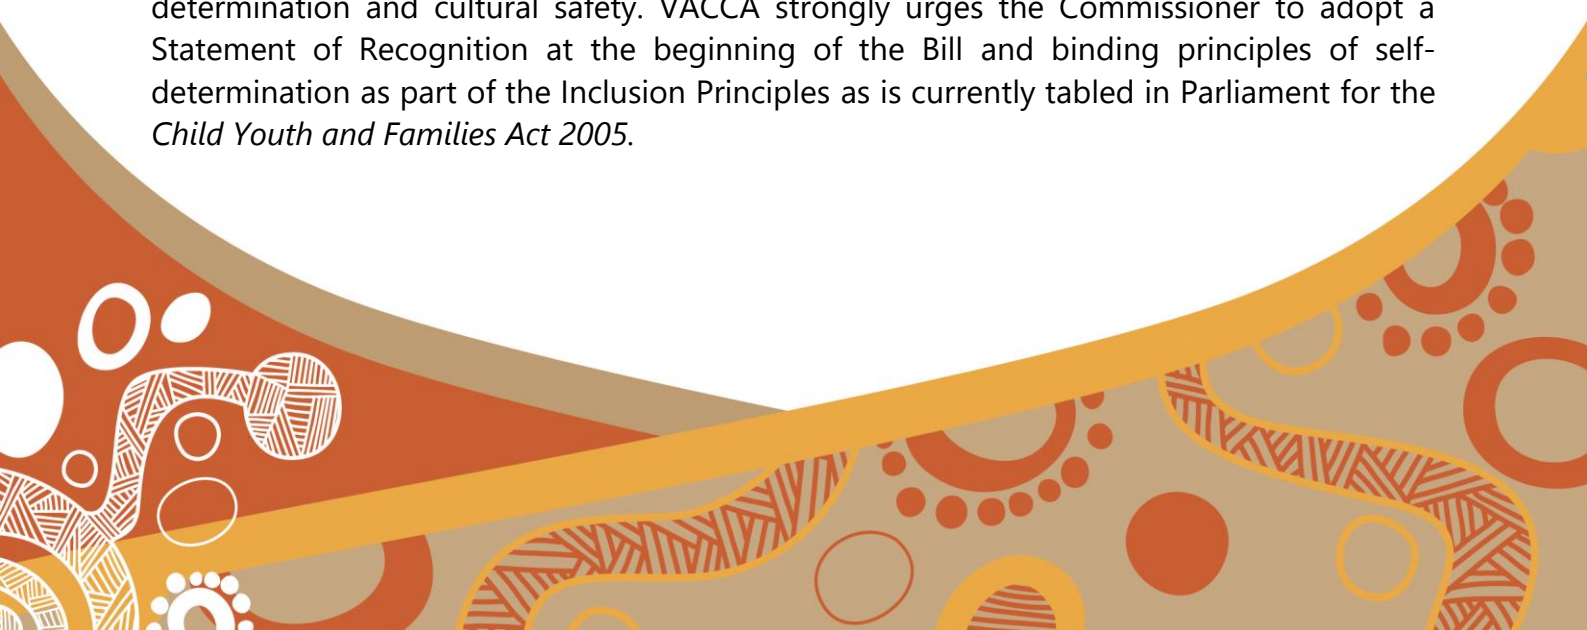 determination and cultural safety. VACCA strongly urges the Commissioner to adopt a
Statement of Recognition at the beginning of the Bill and binding principles of self-
determination as part of the Inclusion Principles as is currently tabled in Parliament for the
Child Youth and Families Act 2005.